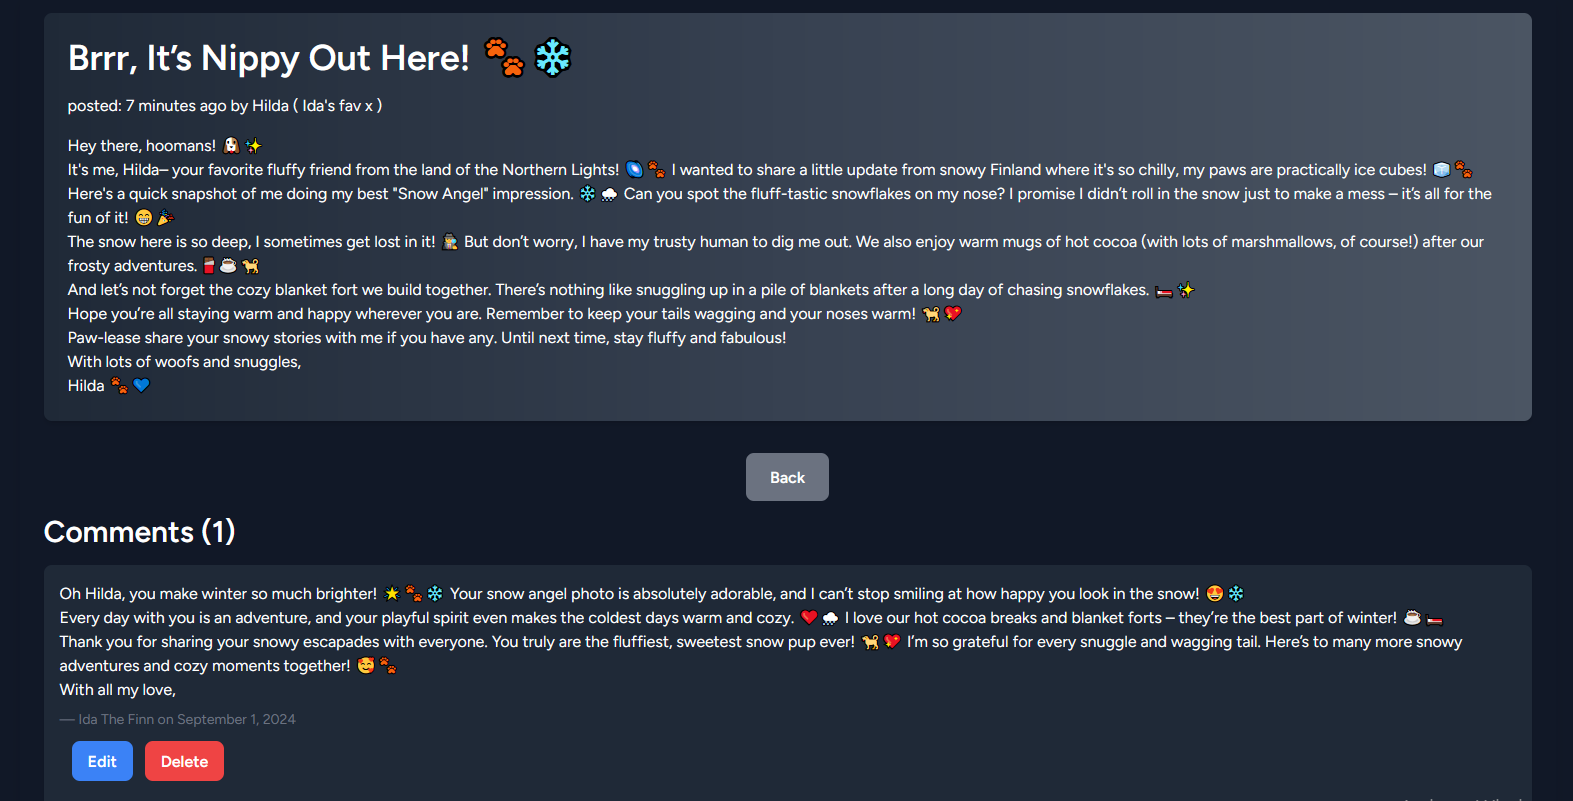 Brrr, It’s Nippy Out Here! 🐾 ❄️
posted: 7 minutes ago by Hilda ( Ida's fav x )
Hey there, hoomans! 🐶 ✨
It's me, Hilda– your favorite fluffy friend from the land of the Northern Lights! 🌌 🐾 I wanted to share a little update from snowy Finland where it's so chilly, my paws are practically ice cubes! 🧊 🐾
Here's a quick snapshot of me doing my best "Snow Angel" impression. ❄️ 🌨️ Can you spot the fluff-tastic snowflakes on my nose? I promise I didn’t roll in the snow just to make a mess – it’s all for the
fun of it! 😁 🎉
The snow here is so deep, I sometimes get lost in it! 🕵️ But don’t worry, I have my trusty human to dig me out. We also enjoy warm mugs of hot cocoa (with lots of marshmallows, of course!) after our
frosty adventures. 🍫 ☕ 🐕
And let’s not forget the cozy blanket fort we build together. There’s nothing like snuggling up in a pile of blankets after a long day of chasing snowflakes. 🛏️ ✨
Hope you’re all staying warm and happy wherever you are. Remember to keep your tails wagging and your noses warm! 🐕 💖
Paw-lease share your snowy stories with me if you have any. Until next time, stay fluffy and fabulous!
With lots of woofs and snuggles,
Hilda 🐾 💙
Back
Comments (1)
Oh Hilda, you make winter so much brighter! 🌟 🐾 ❄️ Your snow angel photo is absolutely adorable, and I can’t stop smiling at how happy you look in the snow! 😍 ❄️
Every day with you is an adventure, and your playful spirit even makes the coldest days warm and cozy. ❤️ 🌨️ I love our hot cocoa breaks and blanket forts – they’re the best part of winter! ☕ 🛏️
Thank you for sharing your snowy escapades with everyone. You truly are the fluffiest, sweetest snow pup ever! 🐕 💖 I’m so grateful for every snuggle and wagging tail. Here’s to many more snowy
adventures and cozy moments together! 🥰 🐾
With all my love,
— Ida The Finn on September 1, 2024
Edit Delete